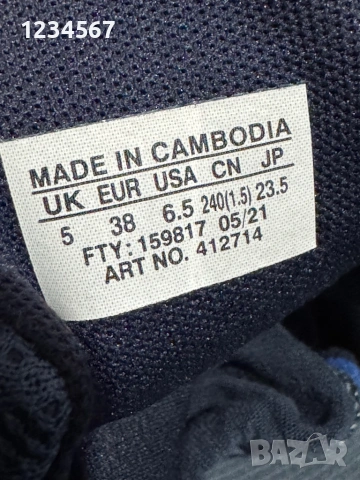 1234567
MADE IN CAMBODIA
UK EUR USA CN JP
5 38 6.5 240(1.5) 23.5
FTY: 159817 05/21
ART NO. 412714
BAZAR